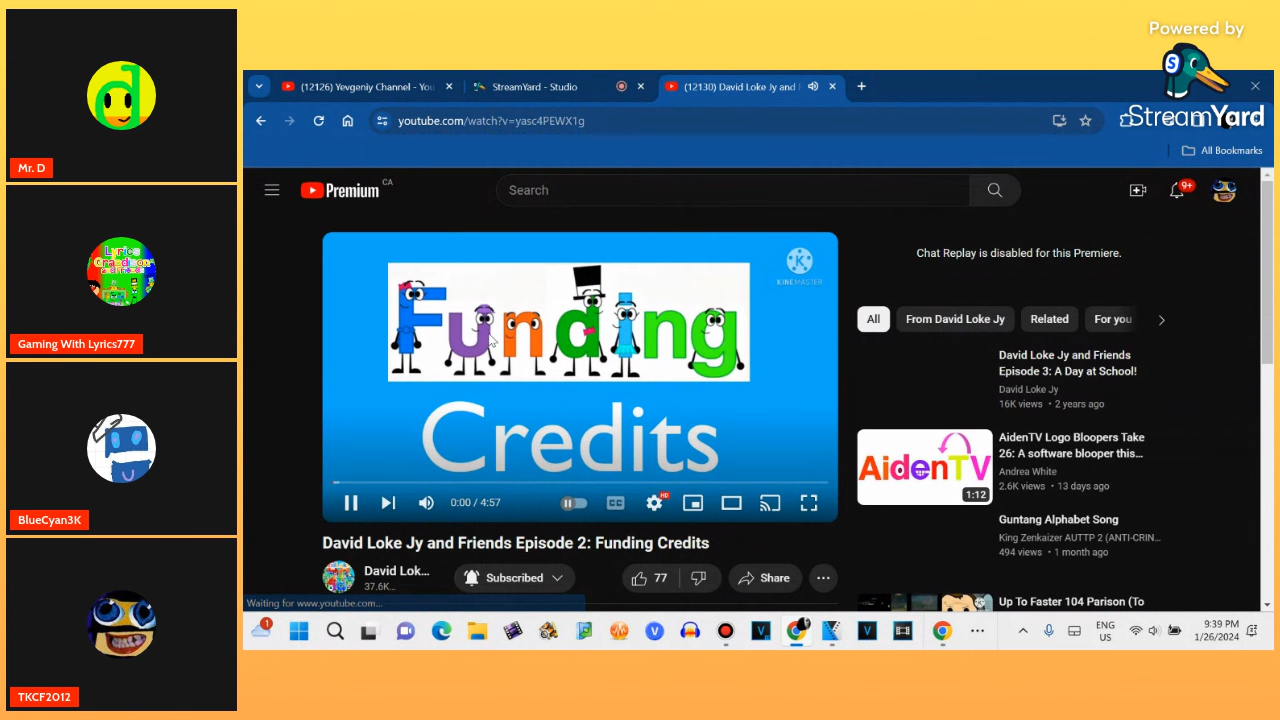 Powered by
StreamYard
Mr. D
Lyrics
Gaming With Lyrics777
BlueCyan3K
TKCF2012
(12126) Yevgeniy Channel - You
StreamYard - Studio
(12130) David Loke Jy and
youtube.com/watch?v=yasc4PEWX1g
All Bookmarks
Premium CA
Search
9+
Funding
Credits
KINEMASTER
0:00 / 4:57
CC
HD
Chat Replay is disabled for this Premiere.
All
From David Loke Jy
Related
For you
David Loke Jy and Friends
Episode 3: A Day at School!
David Loke Jy
16K views • 2 years ago
AidenTV
1:12
AidenTV Logo Bloopers Take
26: A software blooper this...
Andrea White
2.6K views • 13 days ago
Guntang Alphabet Song
King Zenkaizer AUTTP 2 (ANTI-CRIN...
494 views • 1 month ago
Up To Faster 104 Parison (To
David Loke Jy and Friends Episode 2: Funding Credits
David Lok...
37.6K...
Subscribed
77
Share
Waiting for www.youtube.com...
1
ENG
US
9:39 PM
1/26/2024